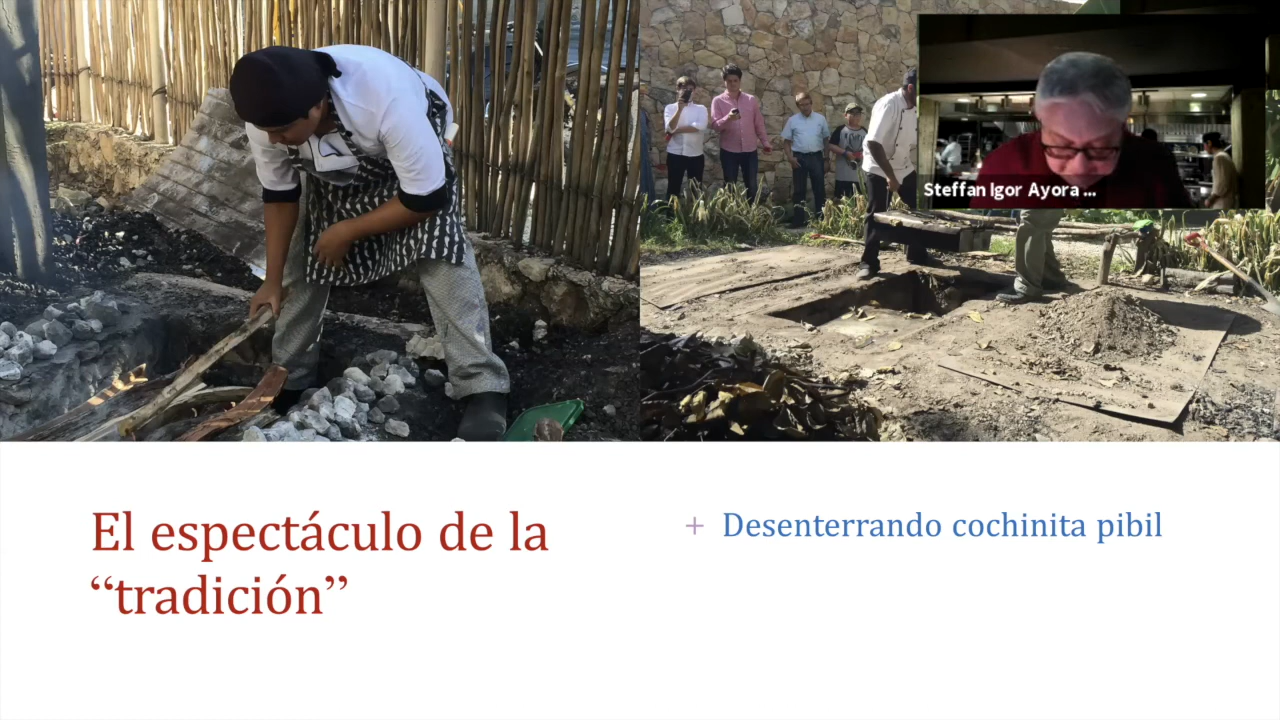 Steffan Igor Ayora ...
El espectáculo de la
“tradición”
+ Desenterrando cochinita pibil